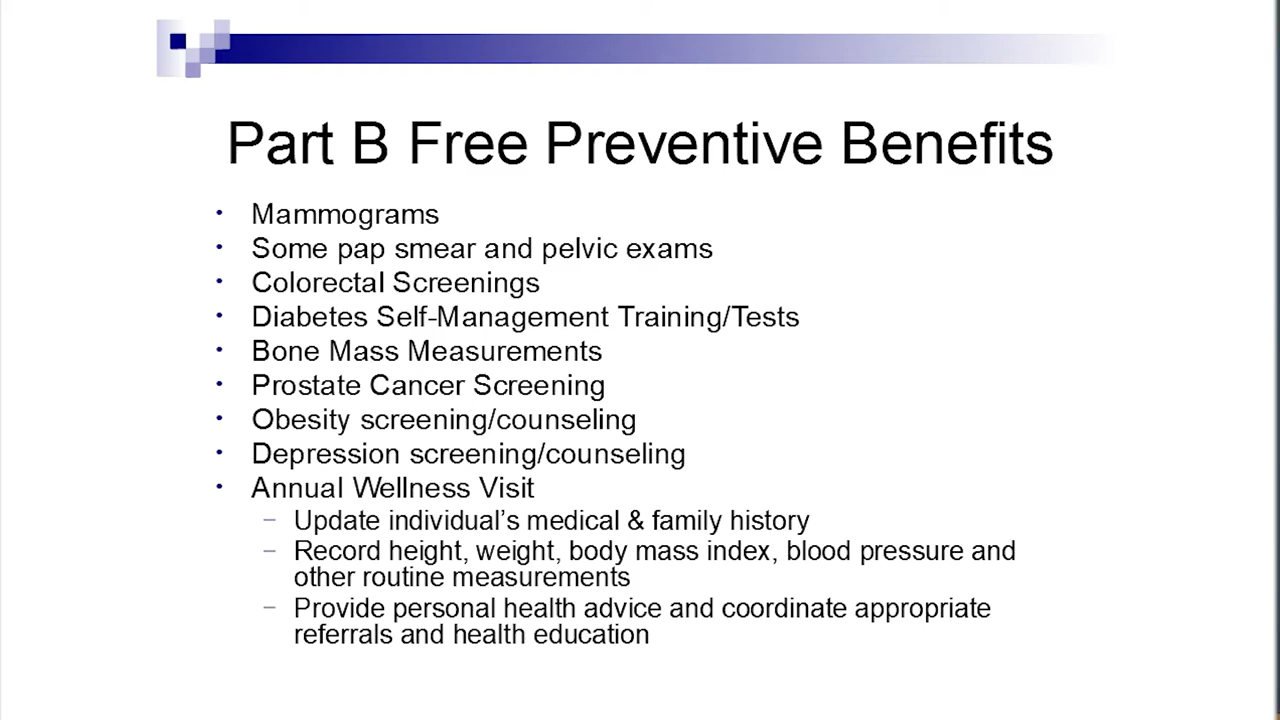 Part B Free Preventive Benefits
• Mammograms
• Some pap smear and pelvic exams
• Colorectal Screenings
• Diabetes Self-Management Training/Tests
• Bone Mass Measurements
• Prostate Cancer Screening
• Obesity screening/counseling
• Depression screening/counseling
• Annual Wellness Visit
– Update individual’s medical & family history
– Record height, weight, body mass index, blood pressure and
other routine measurements
– Provide personal health advice and coordinate appropriate
referrals and health education